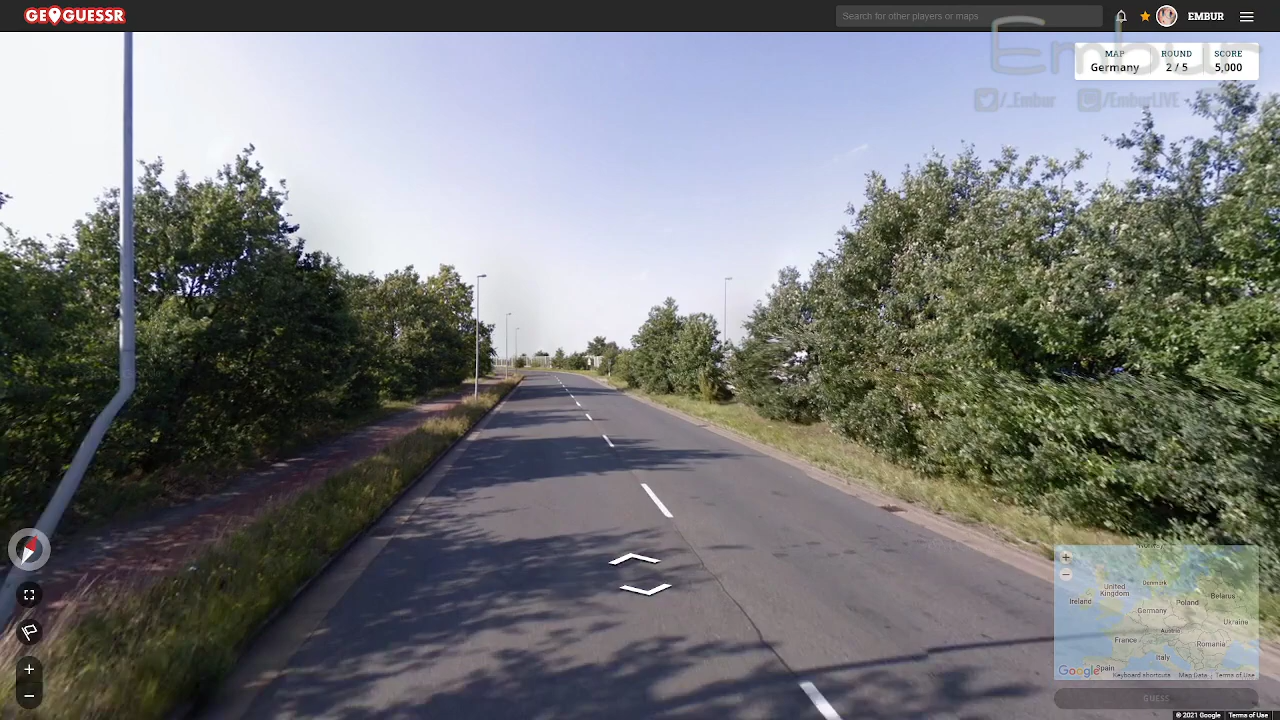 GEOGUESSR
Search for other players or maps
EMBUR
Embur
MAP ROUND SCORE
Germany 2 / 5 5,000
/_Embur /EmburLIVE
Norway
United Kingdom
Denmark
Ireland
Belarus
Poland
Germany
Ukraine
Austria
France
Romania
Italy
Spain
Google
Keyboard shortcuts Map Data Terms of Use
GUESS
© 2021 Google Terms of Use